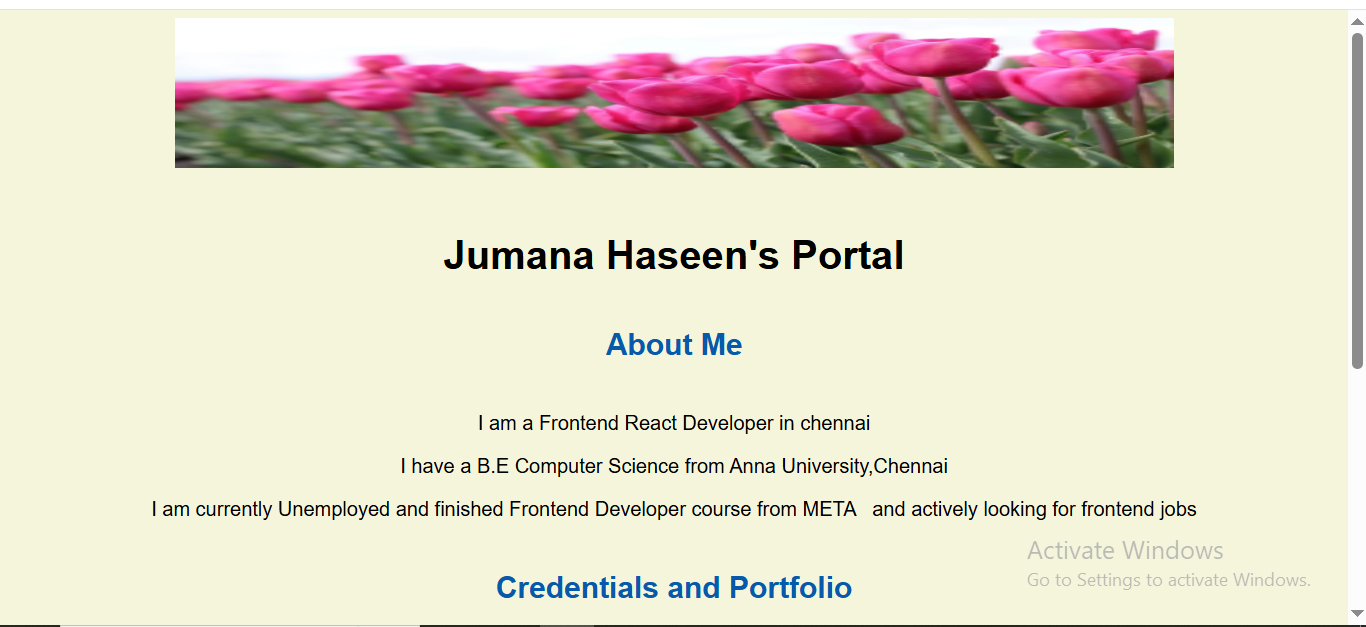 Jumana Haseen's Portal
About Me
I am a Frontend React Developer in chennai
I have a B.E Computer Science from Anna University,Chennai
I am currently Unemployed and finished Frontend Developer course from META   and actively looking for frontend jobs
Activate Windows
Go to Settings to activate Windows.
Credentials and Portfolio